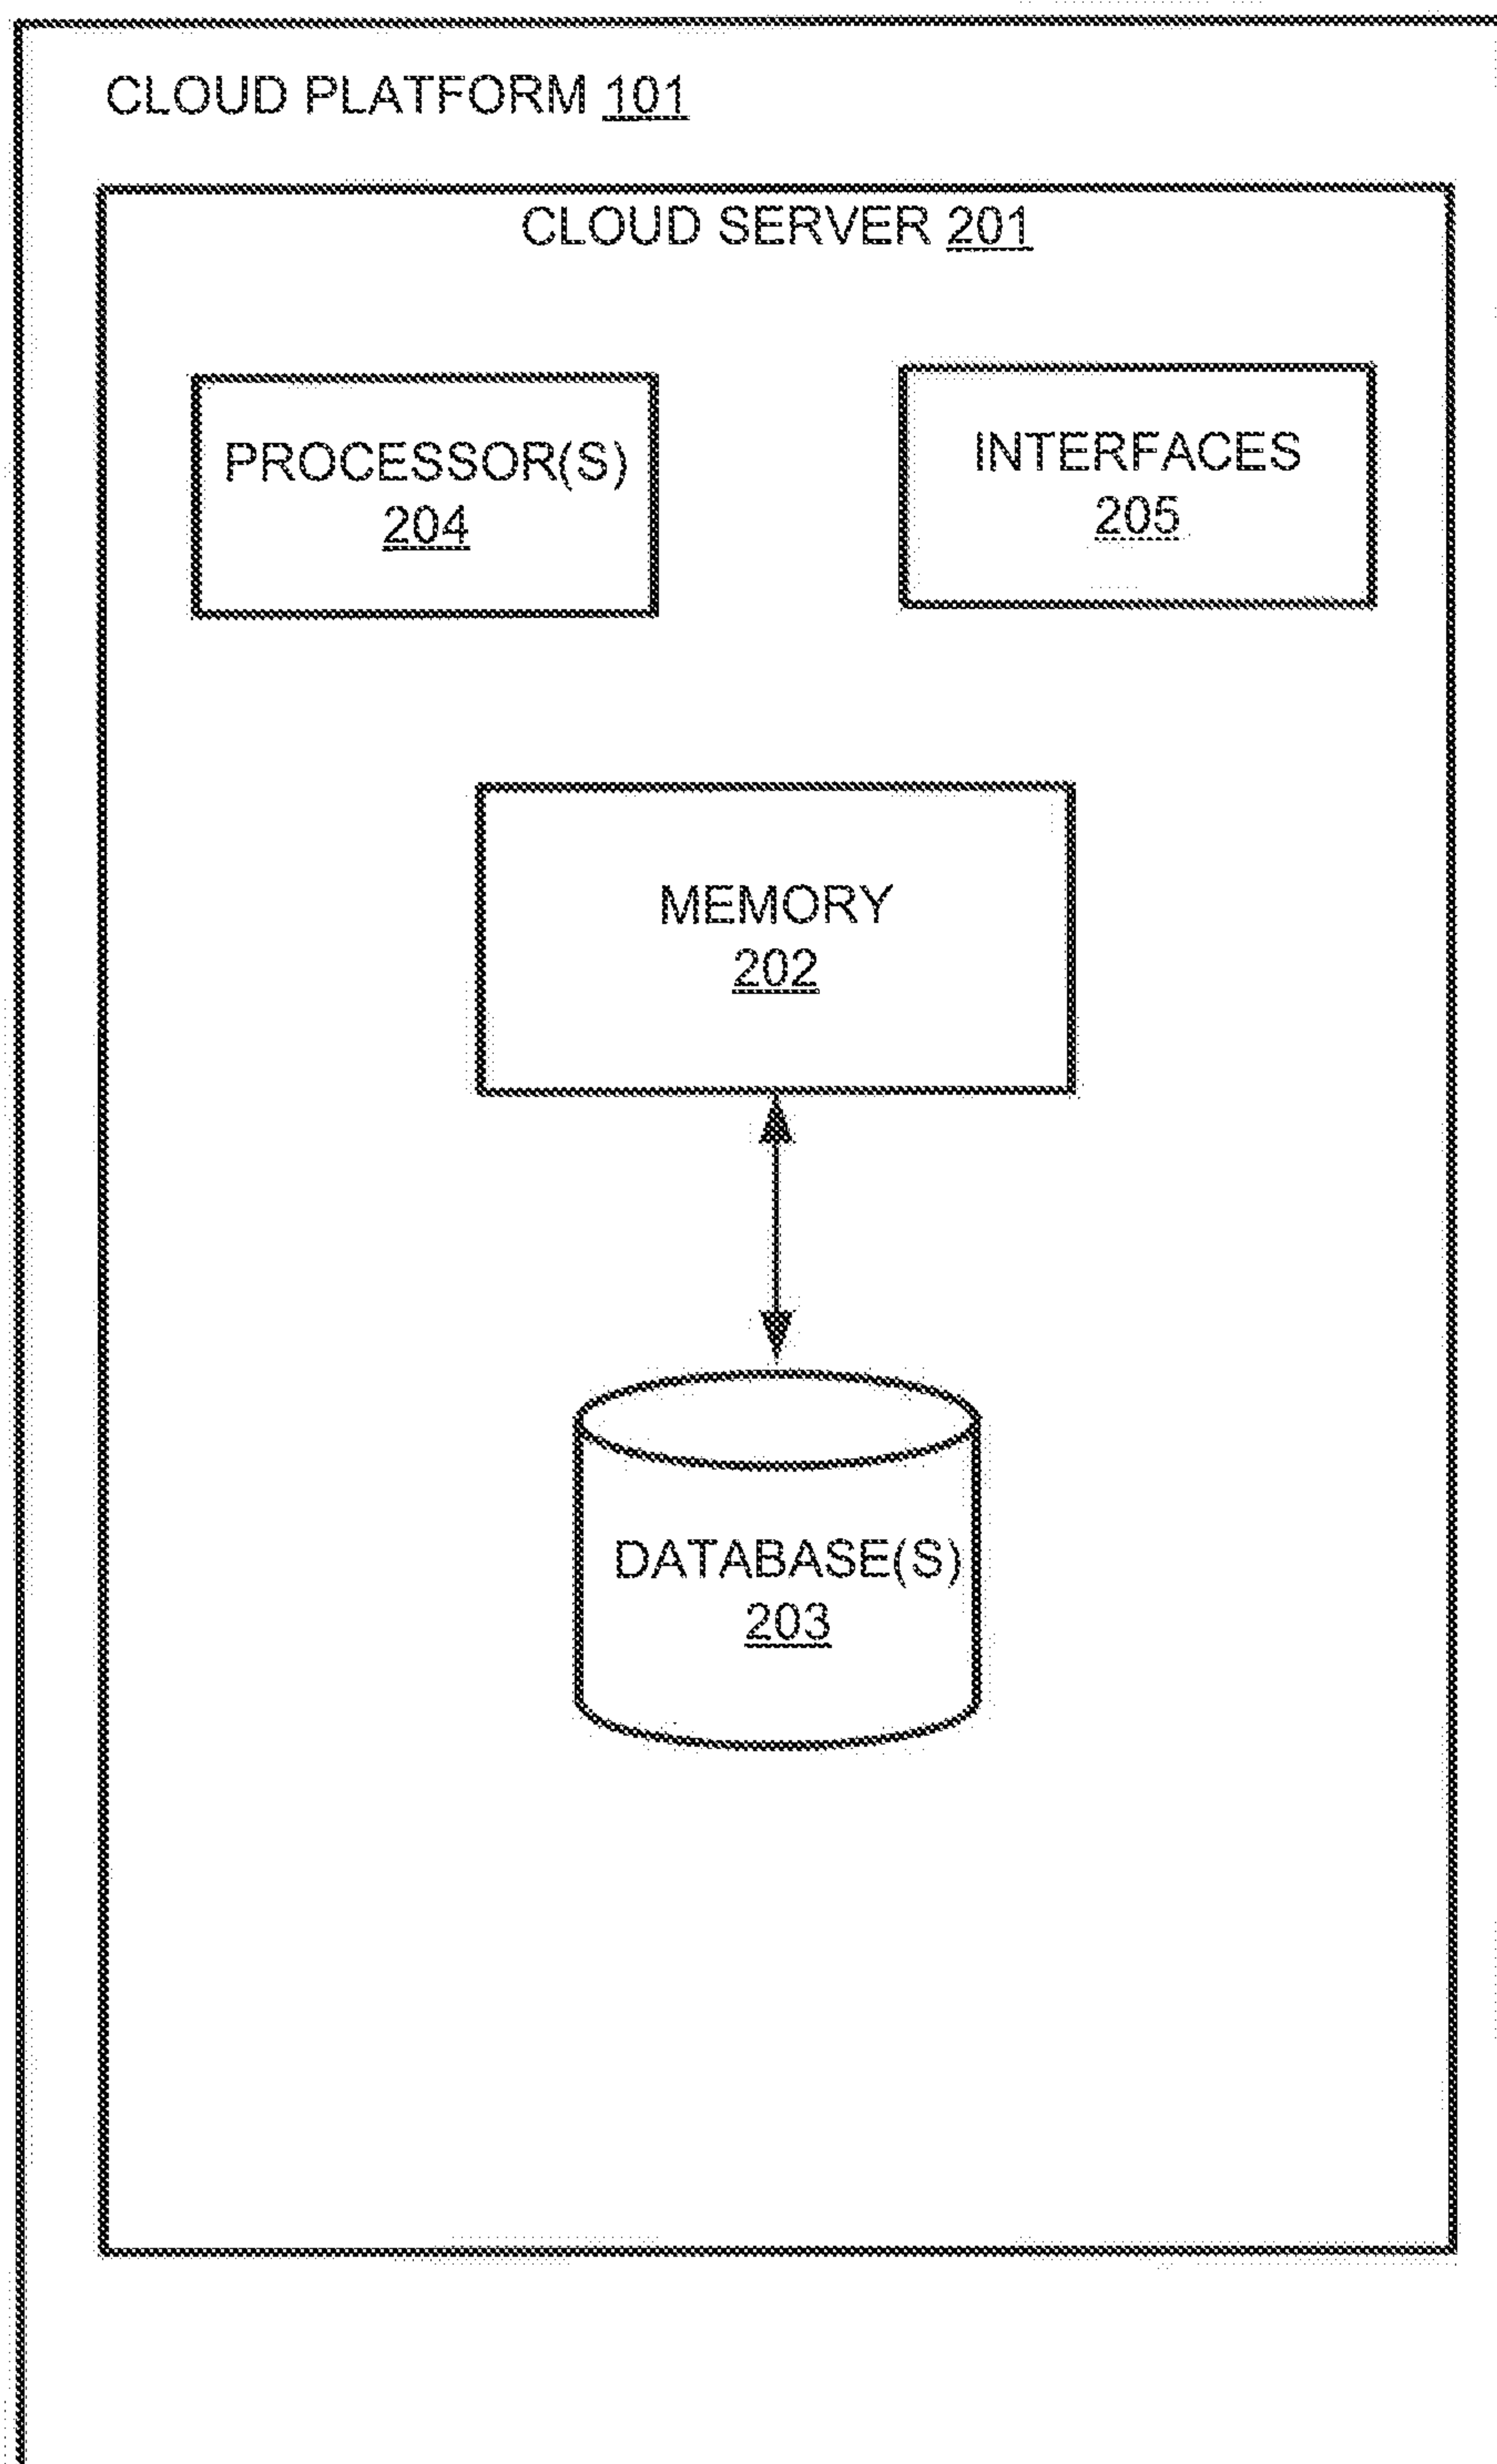 CLOUD PLATFORM 101
CLOUD SERVER 201
PROCESSOR(S)
204
INTERFACES
205
MEMORY
202
DATABASE(S)
203